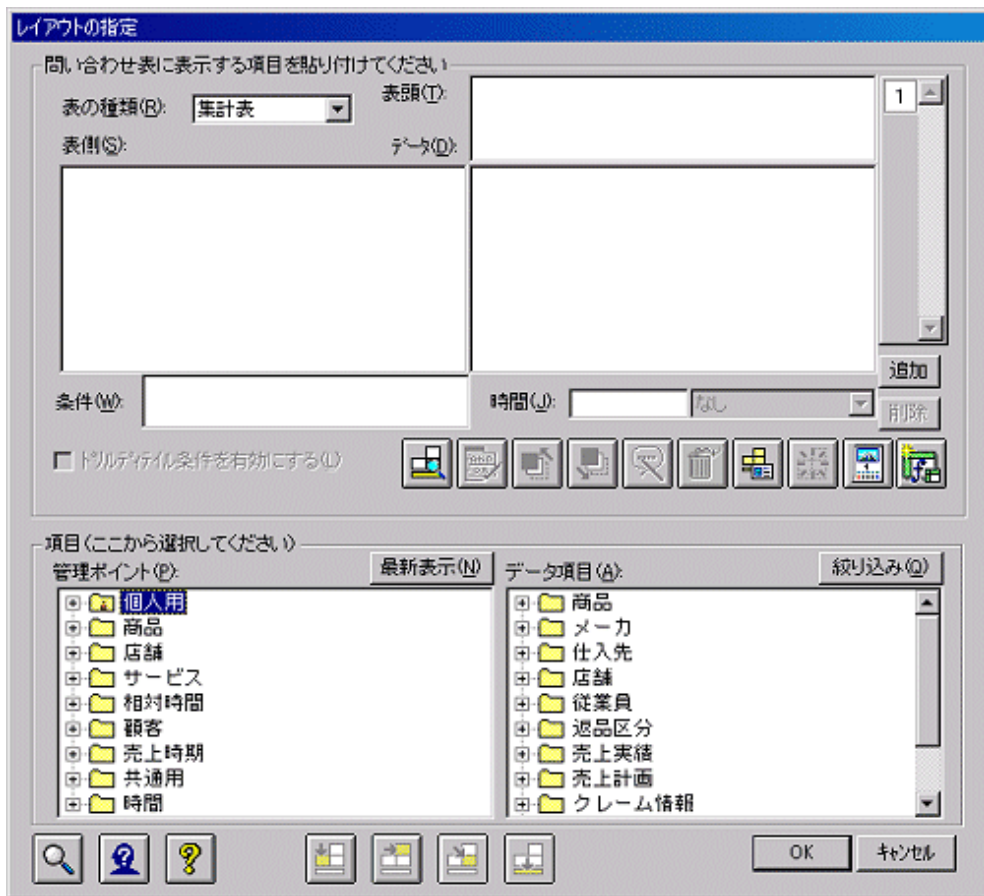 レイアウトの指定
問い合わせ表に表示する項目を貼り付けてください
表の種類(R): 集計表 表頭(T): 1
表側(S): データ(D):
追加
条件(W): 時間(J): なし 削除
ドリルディテイル条件を有効にする(L)
項目(ここから選択してください)
管理ポイント(P): 最新表示(N) データ項目(A): 絞り込み(Q)
個人用 商品
商品 メーカ
店舗 仕入先
サービス 店舗
相対時間 従業員
顧客 返品区分
売上時期 売上実績
共通用 売上計画
時間 クレーム情報
OK キャンセル